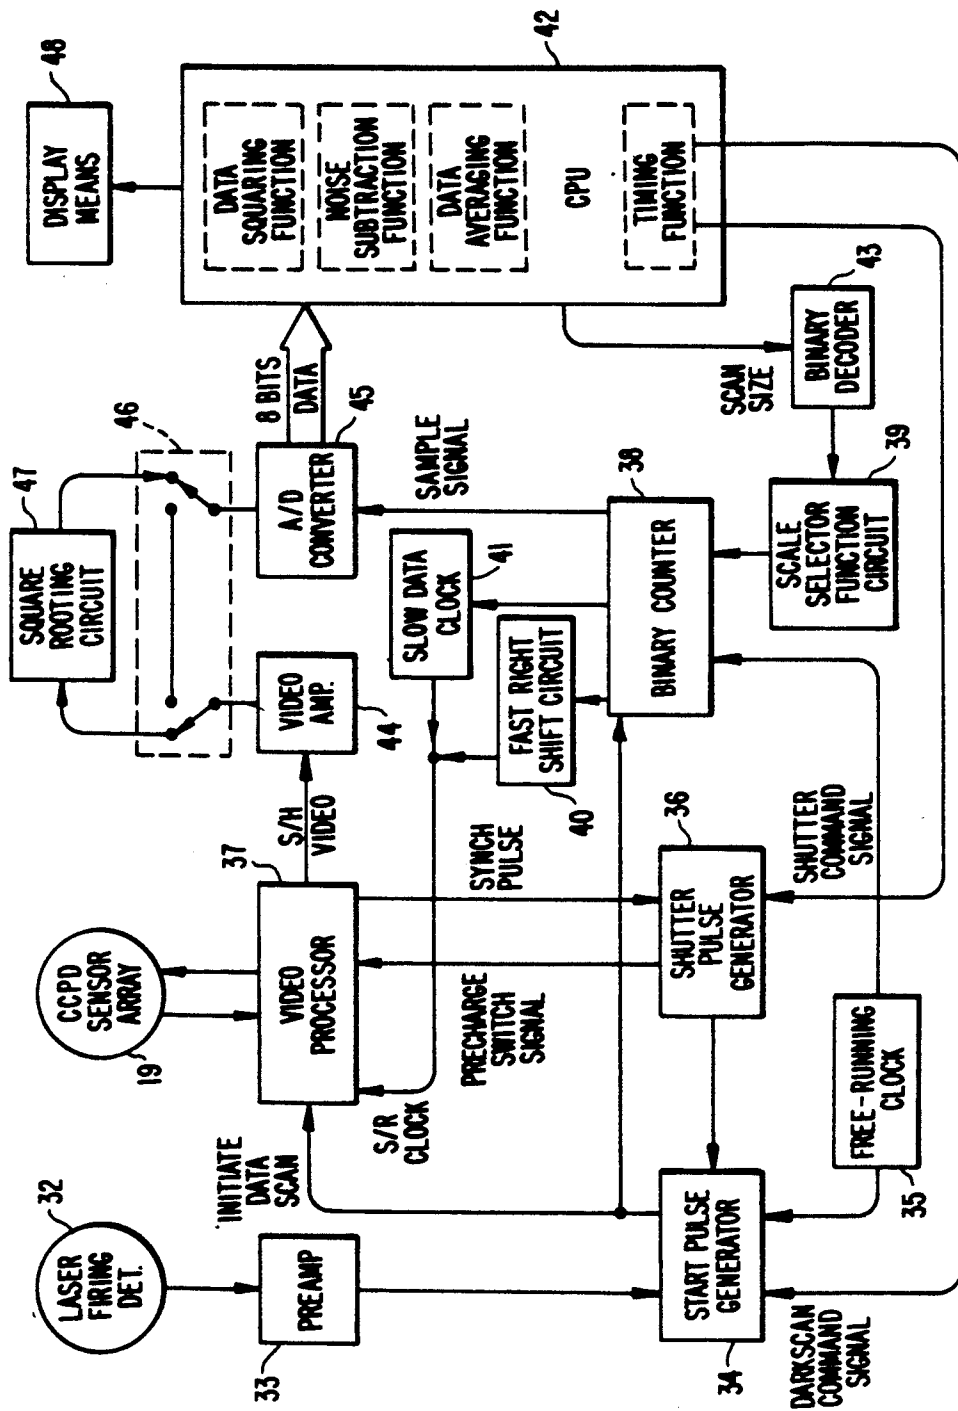 32
LASER
FIRING
DET.
33
PREAMP
19
CCPD
SENSOR
ARRAY
37
VIDEO
PROCESSOR
INITIATE
DATA
SCAN
S/R
CLOCK
S/H
VIDEO
47
SQUARE
ROOTING
CIRCUIT
46
VIDEO
AMP.
44
A/D
CONVERTER
45
8 BITS
DATA
48
DISPLAY
MEANS
42
DATA
SQUARING
FUNCTION
NOISE
SUBTRACTION
FUNCTION
DATA
AVERAGING
FUNCTION
CPU
TIMING
FUNCTION
SLOW DATA
CLOCK
41
SAMPLE
SIGNAL
FAST RIGHT
SHIFT CIRCUIT
40
PRECHARGE
SWITCH
SIGNAL
SYNCH
PULSE
START PULSE
GENERATOR
34
SHUTTER
PULSE
GENERATOR
36
BINARY COUNTER
38
SCAN
SIZE
BINARY
DECODER
43
SCALE
SELECTOR
FUNCTION
CIRCUIT
39
DARKSCAN
COMMAND
SIGNAL
FREE-RUNNING
CLOCK
35
SHUTTER
COMMAND
SIGNAL